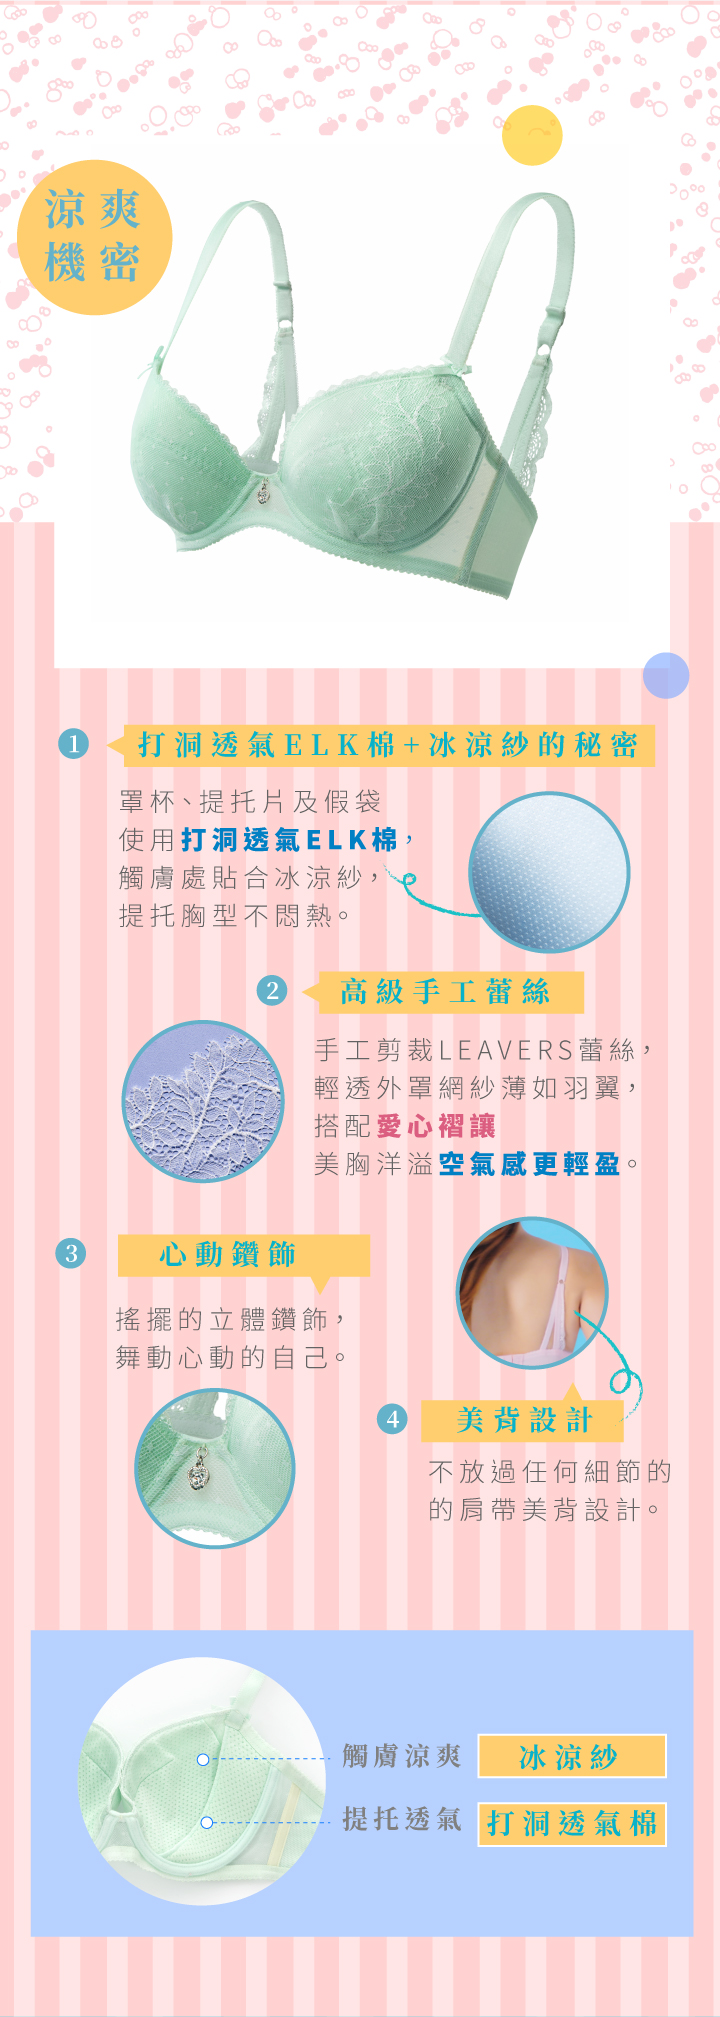 涼爽
機密
1
打洞透氣ELK棉+冰涼紗的秘密
罩杯、提托片及假袋
使用打洞透氣ELK棉，
觸膚處貼合冰涼紗，
提托胸型不悶熱。
2
高級手工蕾絲
手工剪裁LEAVERS蕾絲，
輕透外罩網紗薄如羽翼，
搭配愛心褶讓
美胸洋溢空氣感更輕盈。
3
心動鑽飾
搖擺的立體鑽飾，
舞動心動的自己。
4
美背設計
不放過任何細節的
的肩帶美背設計。
觸膚涼爽 冰涼紗
提托透氣 打洞透氣棉